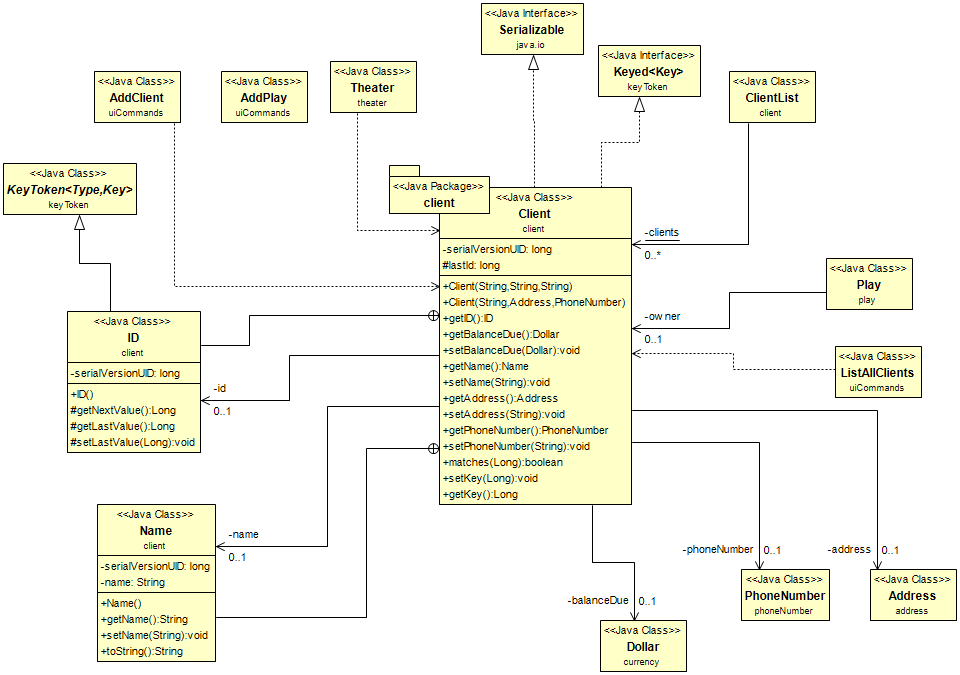 <<Java Interface>>
Serializable
java.io
<<Java Interface>>
Keyed<Key>
keyToken
<<Java Class>>
Theater
theater
<<Java Class>>
AddClient
uiCommands
<<Java Class>>
AddPlay
uiCommands
<<Java Class>>
ClientList
client
<<Java Class>>
KeyToken<Type,Key>
keyToken
<<Java Package>>
client
<<Java Class>>
Client
client
-serialVersionUID: long
#lastId: long
+Client(String,String,String)
+Client(String,Address,PhoneNumber)
+getID():ID
+getBalanceDue():Dollar
+setBalanceDue(Dollar):void
+getName():Name
+setName(String):void
+getAddress():Address
+setAddress(String):void
+getPhoneNumber():PhoneNumber
+setPhoneNumber(String):void
+matches(Long):boolean
+setKey(Long):void
+getKey():Long
-clients
0..*
<<Java Class>>
Play
play
-owner
0..1
<<Java Class>>
ListAllClients
uiCommands
<<Java Class>>
ID
client
-serialVersionUID: long
+ID()
#getNextValue():Long
#getLastValue():Long
#setLastValue(Long):void
-id
0..1
<<Java Class>>
Name
client
-serialVersionUID: long
-name: String
+Name()
+getName():String
+setName(String):void
+toString():String
-name
0..1
-phoneNumber 0..1
-address 0..1
<<Java Class>>
PhoneNumber
phoneNumber
<<Java Class>>
Address
address
-balanceDue 0..1
<<Java Class>>
Dollar
currency